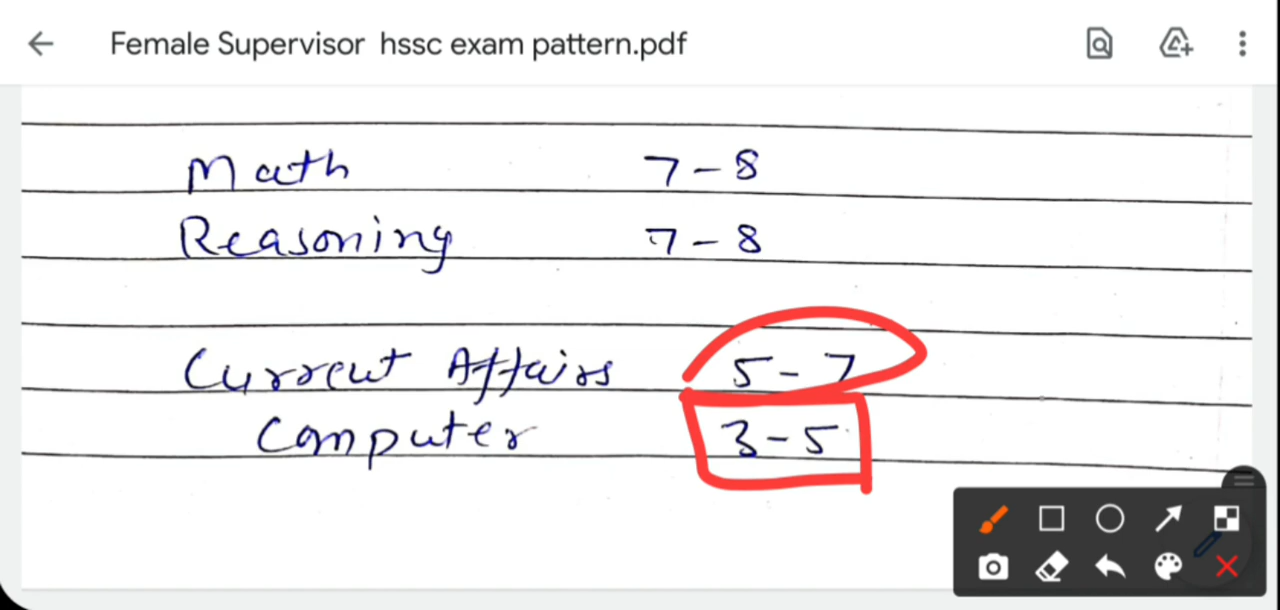 Female Supervisor hssc exam pattern.pdf
Math 7-8
Reasoning 7-8
Current Affairs 5-7
Computer 3-5